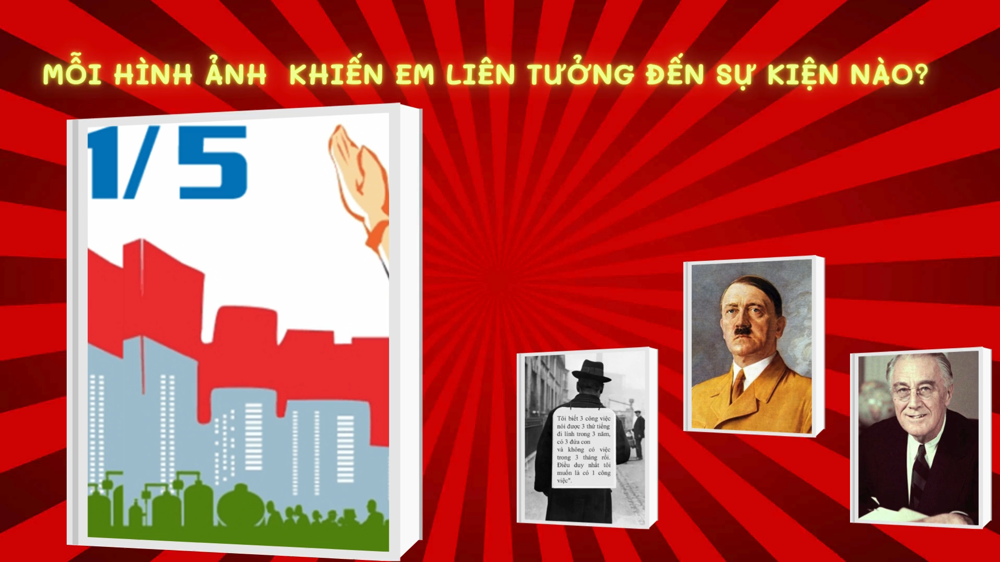 MỖI HÌNH ẢNH KHIẾN EM LIÊN TƯỞNG ĐẾN SỰ KIỆN NÀO?
1/5
Tôi biết 3 công việc
nói được 3 thứ tiếng
đi lính trong 3 năm,
có 3 đứa con
và không có việc
trong 3 tháng rồi.
Điều duy nhất tôi
muốn là có 1 công
việc".